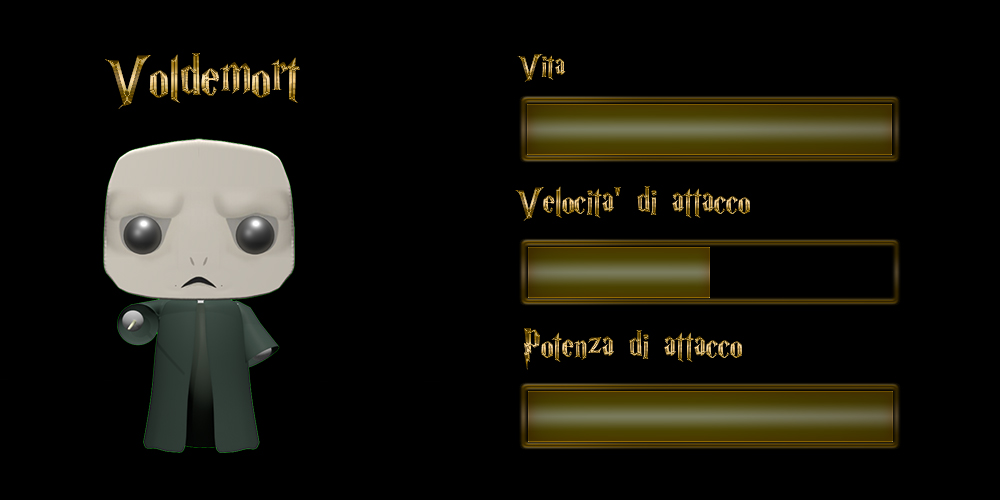 Voldemort
Vita
Velocita' di attacco
Potenza di attacco